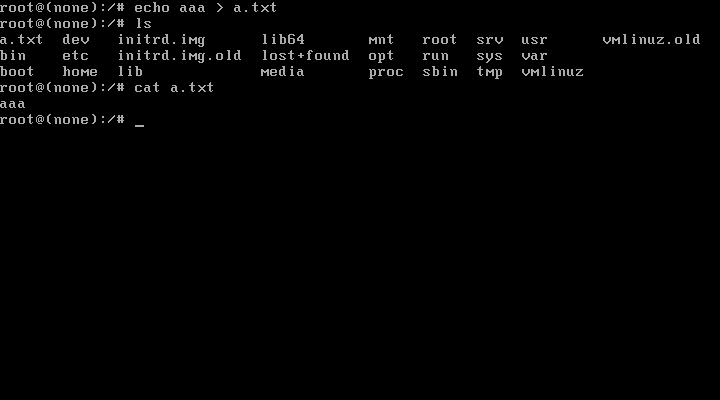 root@(none):/# echo aaa > a.txt
root@(none):/# ls
a.txt  dev   initrd.img      lib64       mnt   root  srv  usr      vmlinuz.old
bin    etc   initrd.img.old  lost+found  opt   run   sys  var
boot   home  lib             media       proc  sbin  tmp  vmlinuz
root@(none):/# cat a.txt
aaa
root@(none):/# _